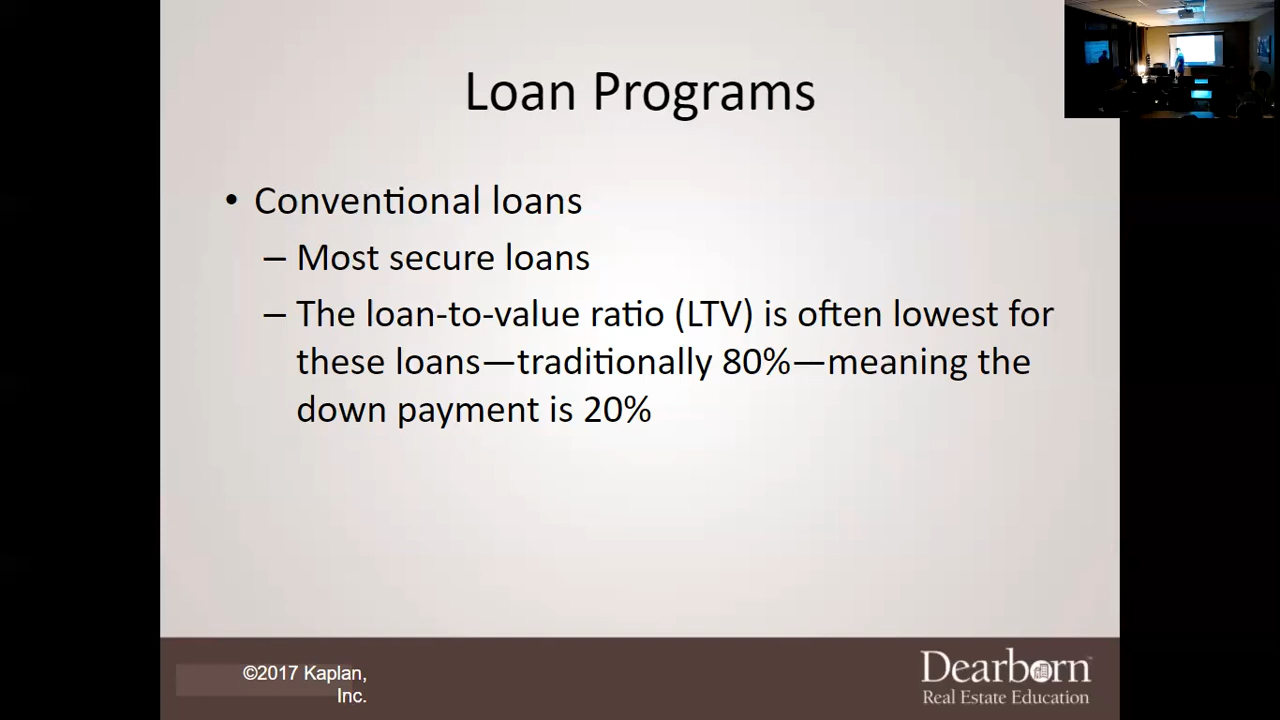 Loan Programs
• Conventional loans
– Most secure loans
– The loan-to-value ratio (LTV) is often lowest for
these loans—traditionally 80%—meaning the
down payment is 20%
©2017 Kaplan,
Inc.
Dearborn™
Real Estate Education